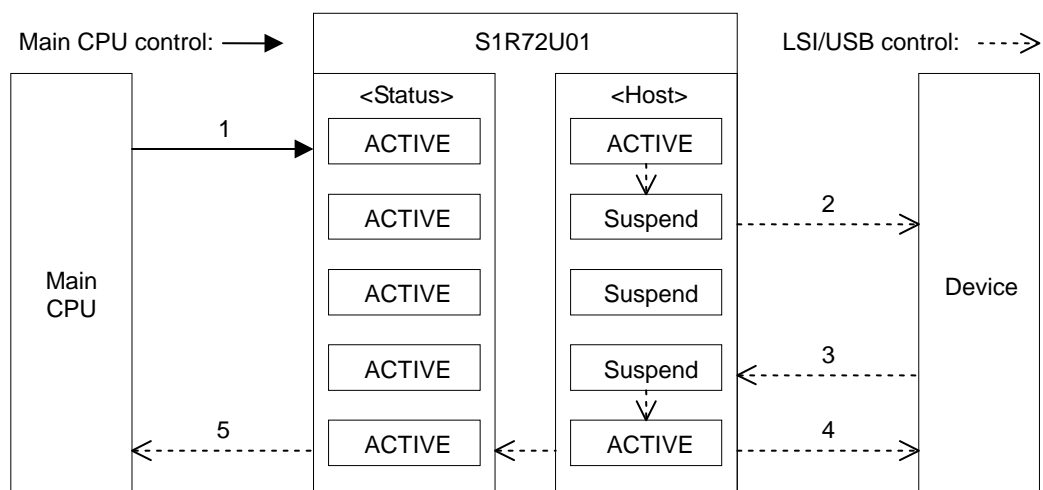 Main CPU control:
S1R72U01
LSI/USB control:
<Status>
<Host>
1
ACTIVE
ACTIVE
ACTIVE
Suspend
2
Main
CPU
ACTIVE
Suspend
Device
ACTIVE
Suspend
3
5
ACTIVE
ACTIVE
4